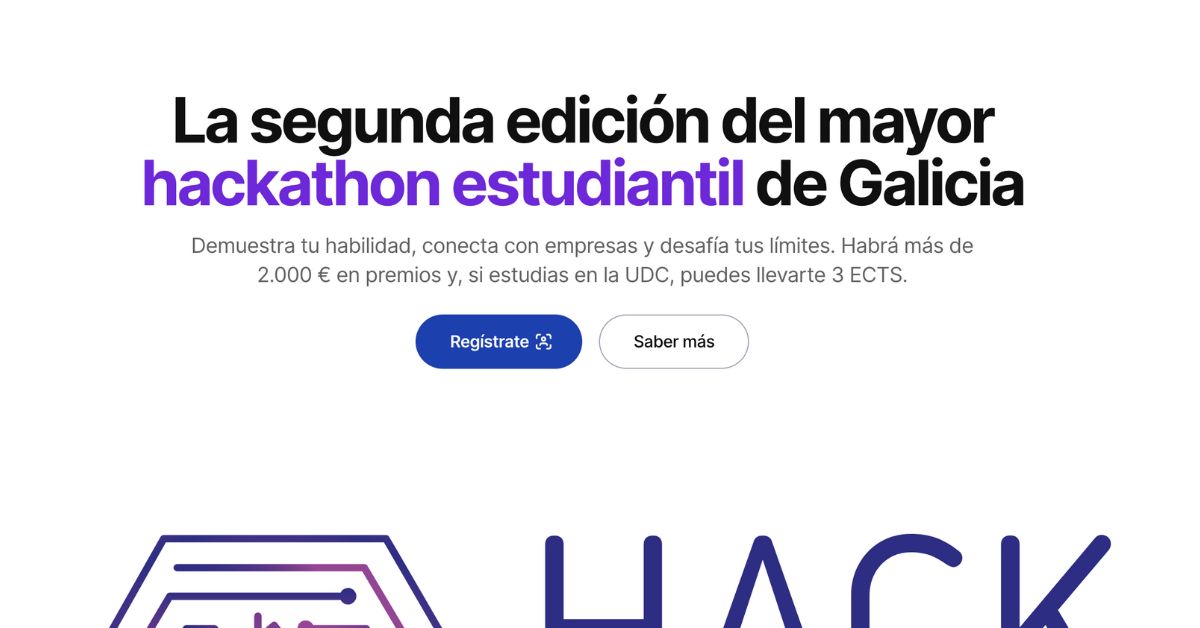 La segunda edición del mayor
hackathon estudiantil de Galicia
Demuestra tu habilidad, conecta con empresas y desafía tus límites. Habrá más de
2.000 € en premios y, si estudias en la UDC, puedes llevarte 3 ECTS.
Regístrate
Saber más
HACK